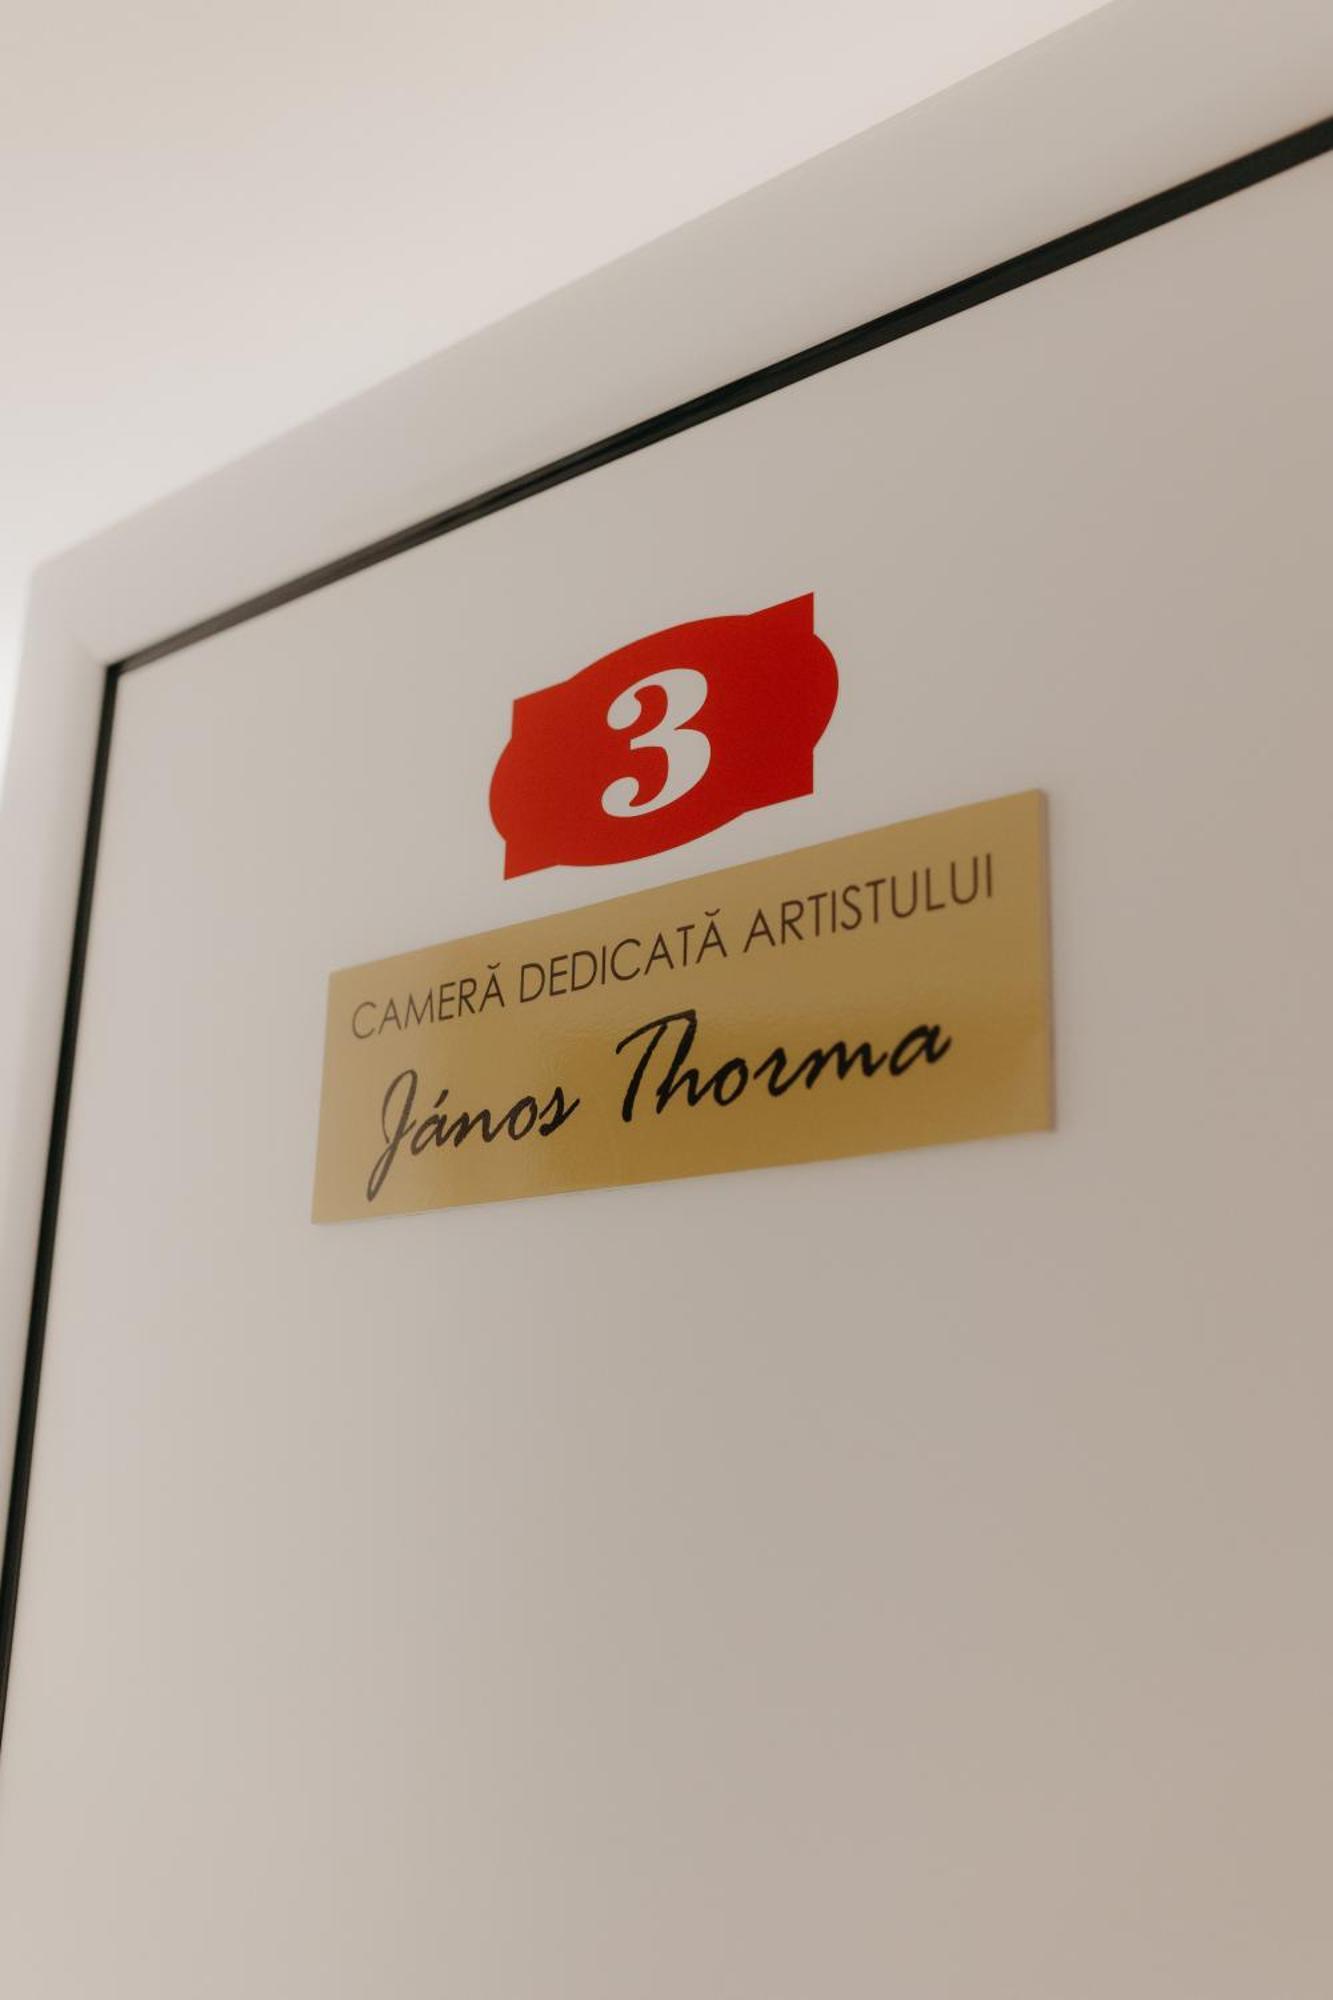 3
CAMERĂ DEDICATĂ ARTISTULUI
János Thorma